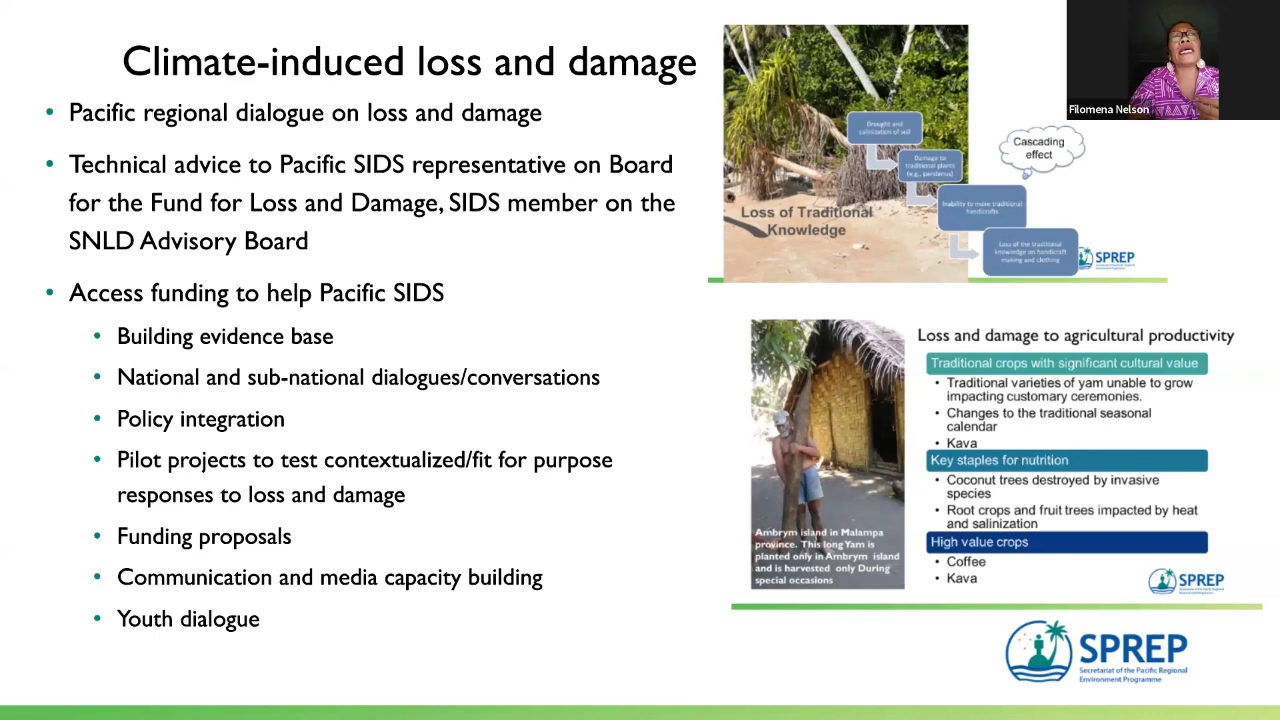 Climate-induced loss and damage
• Pacific regional dialogue on loss and damage
• Technical advice to Pacific SIDS representative on Board
for the Fund for Loss and Damage, SIDS member on the
SNLD Advisory Board
• Access funding to help Pacific SIDS
• Building evidence base
• National and sub-national dialogues/conversations
• Policy integration
• Pilot projects to test contextualized/fit for purpose
responses to loss and damage
• Funding proposals
• Communication and media capacity building
• Youth dialogue
Drought and
salinization of soil
Damage to
traditional plants
(e.g., pandanus)
Inability to make traditional
handicrafts
Loss of the traditional
knowledge on handicraft
making and clothing
Cascading
effect
Loss of Traditional
Knowledge
SPREP
Filomena Nelson
Ambrym island in Malampa
province. This long Yam is
planted only in Ambrym island
and is harvested only During
special occasions
Loss and damage to agricultural productivity
Traditional crops with significant cultural value
• Traditional varieties of yam unable to grow
impacting customary ceremonies.
• Changes to the traditional seasonal
calendar
• Kava
Key staples for nutrition
• Coconut trees destroyed by invasive
species
• Root crops and fruit trees impacted by heat
and salinization
High value crops
• Coffee
• Kava
SPREP
SPREP
Secretariat of the Pacific Regional
Environment Programme